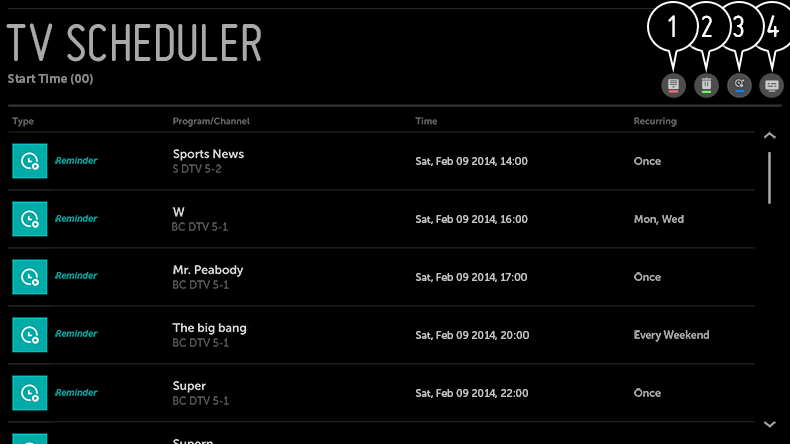 1 2 3 4
TV SCHEDULER
Start Time (00)
Type Program/Channel Time Recurring
Reminder Sports News Sat, Feb 09 2014, 14:00 Once
S DTV 5-2
Reminder W Sat, Feb 09 2014, 16:00 Mon, Wed
BC DTV 5-1
Reminder Mr. Peabody Sat, Feb 09 2014, 17:00 Once
BC DTV 5-1
Reminder The big bang Sat, Feb 09 2014, 20:00 Every Weekend
BC DTV 5-1
Reminder Super Sat, Feb 09 2014, 22:00 Once
BC DTV 5-1